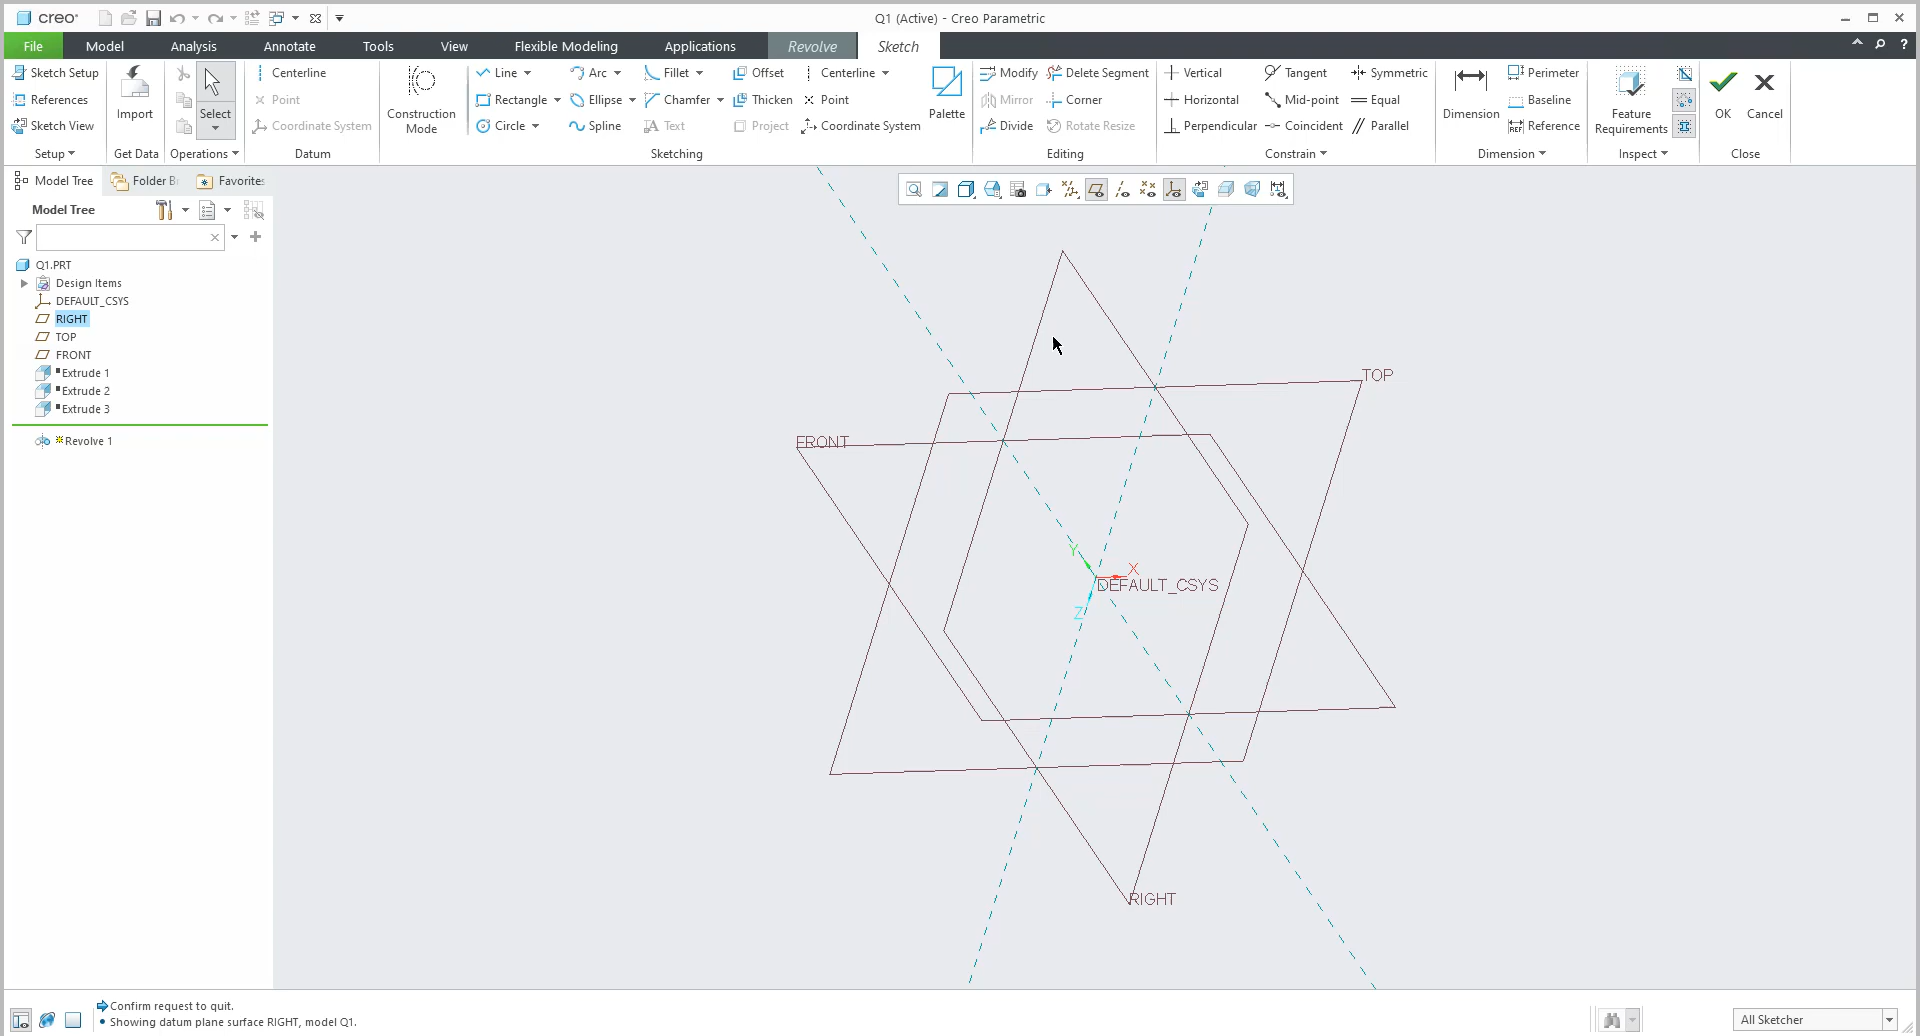 creo Q1 (Active) - Creo Parametric
File Model Analysis Annotate Tools View Flexible Modeling Applications Revolve Sketch
Sketch Setup
References
Sketch View
Setup
Import
Get Data
Select
Operations
Centerline
Point
Coordinate System
Datum
Construction
Mode
Line Arc Fillet Offset Centerline
Rectangle Ellipse Chamfer Thicken Point
Circle Spline Text Project Coordinate System
Palette
Sketching
Modify Delete Segment
Mirror Corner
Divide Rotate Resize
Editing
Vertical Tangent Symmetric
Horizontal Mid-point Equal
Perpendicular Coincident Parallel
Constrain
Dimension
Perimeter
Baseline
Reference
Dimension
Feature
Requirements
Inspect
OK Cancel
Close
Model Tree Folder B Favorites
Model Tree
Q1.PRT
Design Items
DEFAULT_CSYS
RIGHT
TOP
FRONT
Extrude 1
Extrude 2
Extrude 3
Revolve 1
TOP
FRONT
Y
X
DEFAULT_CSYS
Z
RIGHT
Confirm request to quit.
Showing datum plane surface RIGHT, model Q1.
All Sketcher